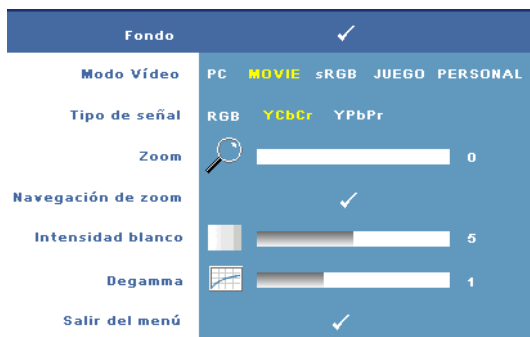 Fondo
Modo Vídeo PC MOVIE sRGB JUEGO PERSONAL
Tipo de señal RGB YCbCr YPbPr
Zoom 0
Navegación de zoom
Intensidad blanco 5
Degamma 1
Salir del menú